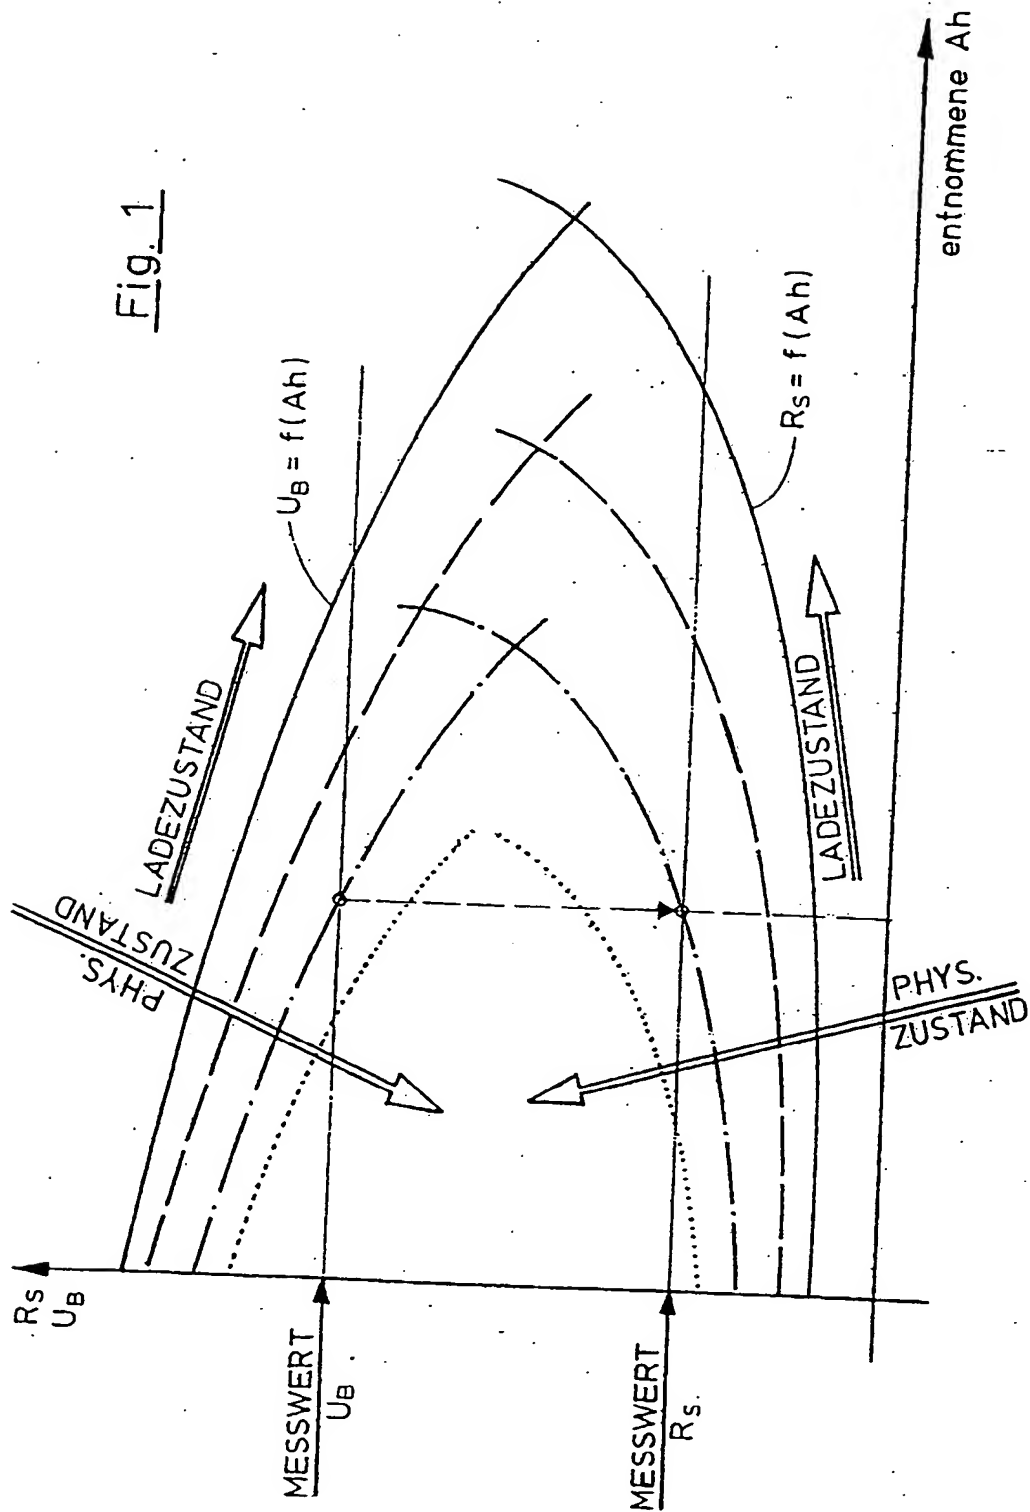 Fig. 1
R_S
U_B
MESSWERT
U_B
MESSWERT
R_S.
PHYS.
ZUSTAND
LADEZUSTAND
U_B = f(Ah)
LADEZUSTAND
R_S = f(Ah)
PHYS.
ZUSTAND
entnommene Ah